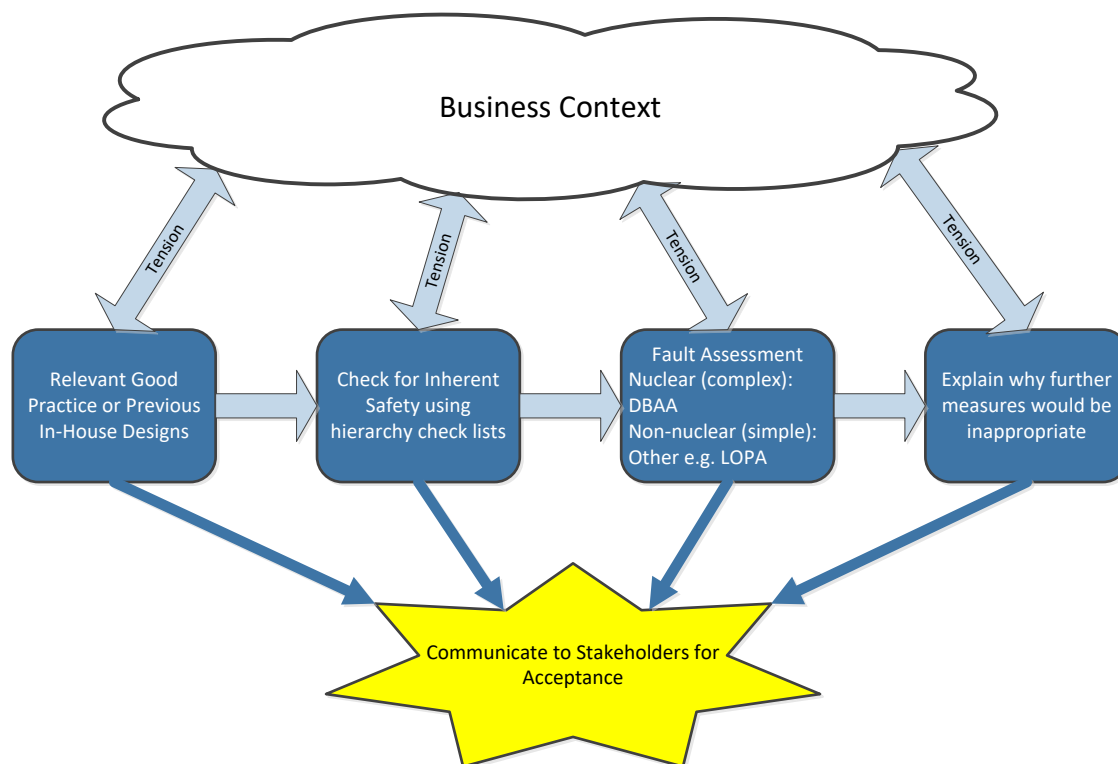 Business Context
Tension
Tension
Tension
Tension
Relevant Good
Practice or Previous
In-House Designs
Check for Inherent
Safety using
hierarchy check lists
Fault Assessment
Nuclear (complex):
DBAA
Non-nuclear (simple):
Other e.g. LOPA
Explain why further
measures would be
inappropriate
Communicate to Stakeholders for
Acceptance